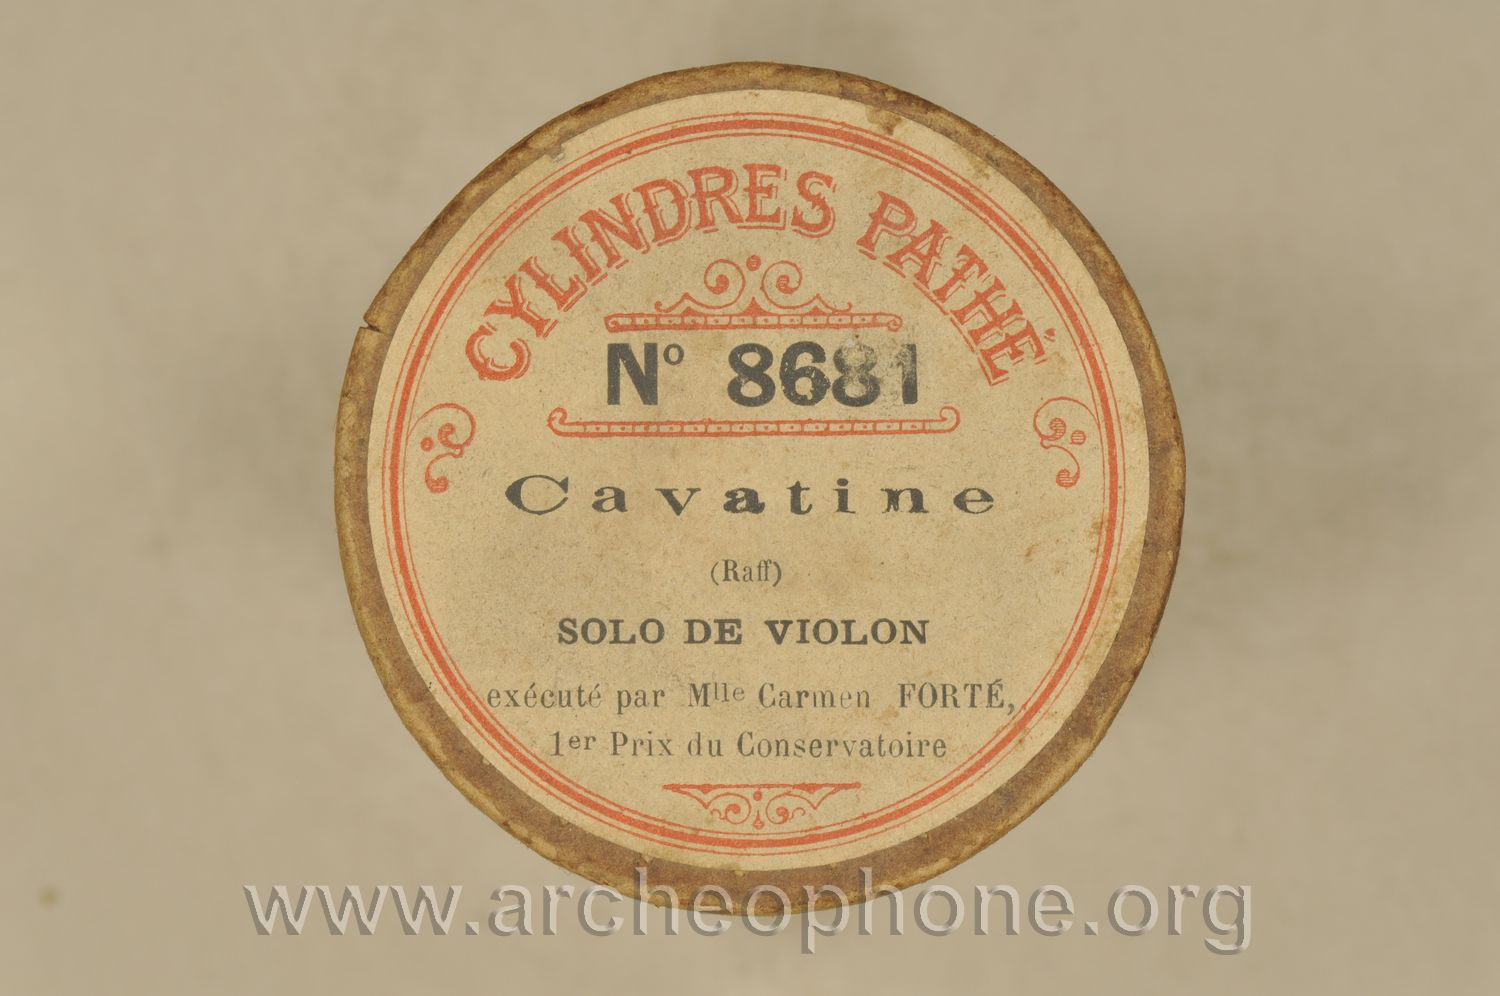 CYLINDRES PATHÉ
Nº 8681
Cavatine
(Raff)
SOLO DE VIOLON
exécuté par Mlle Carmen FORTÉ,
1er Prix du Conservatoire
www.archeophone.org